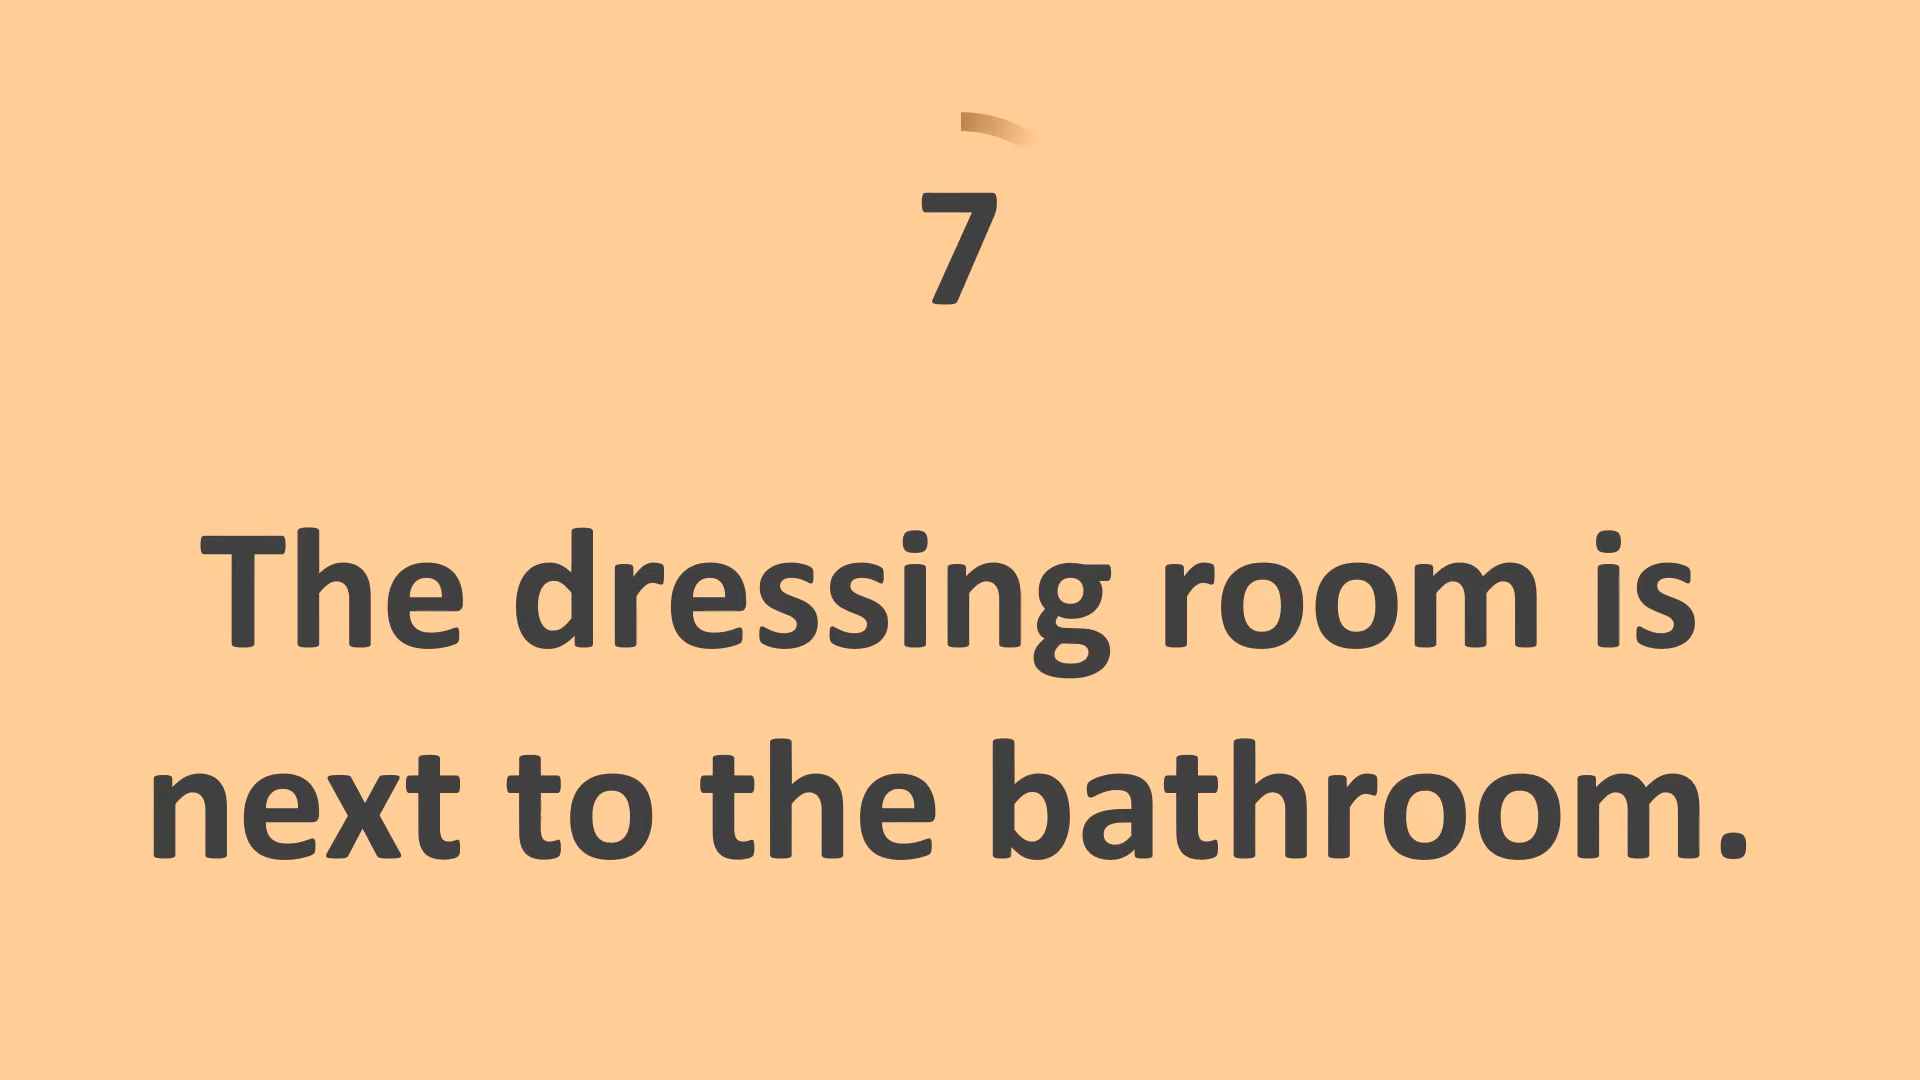 7
The dressing room is
next to the bathroom.